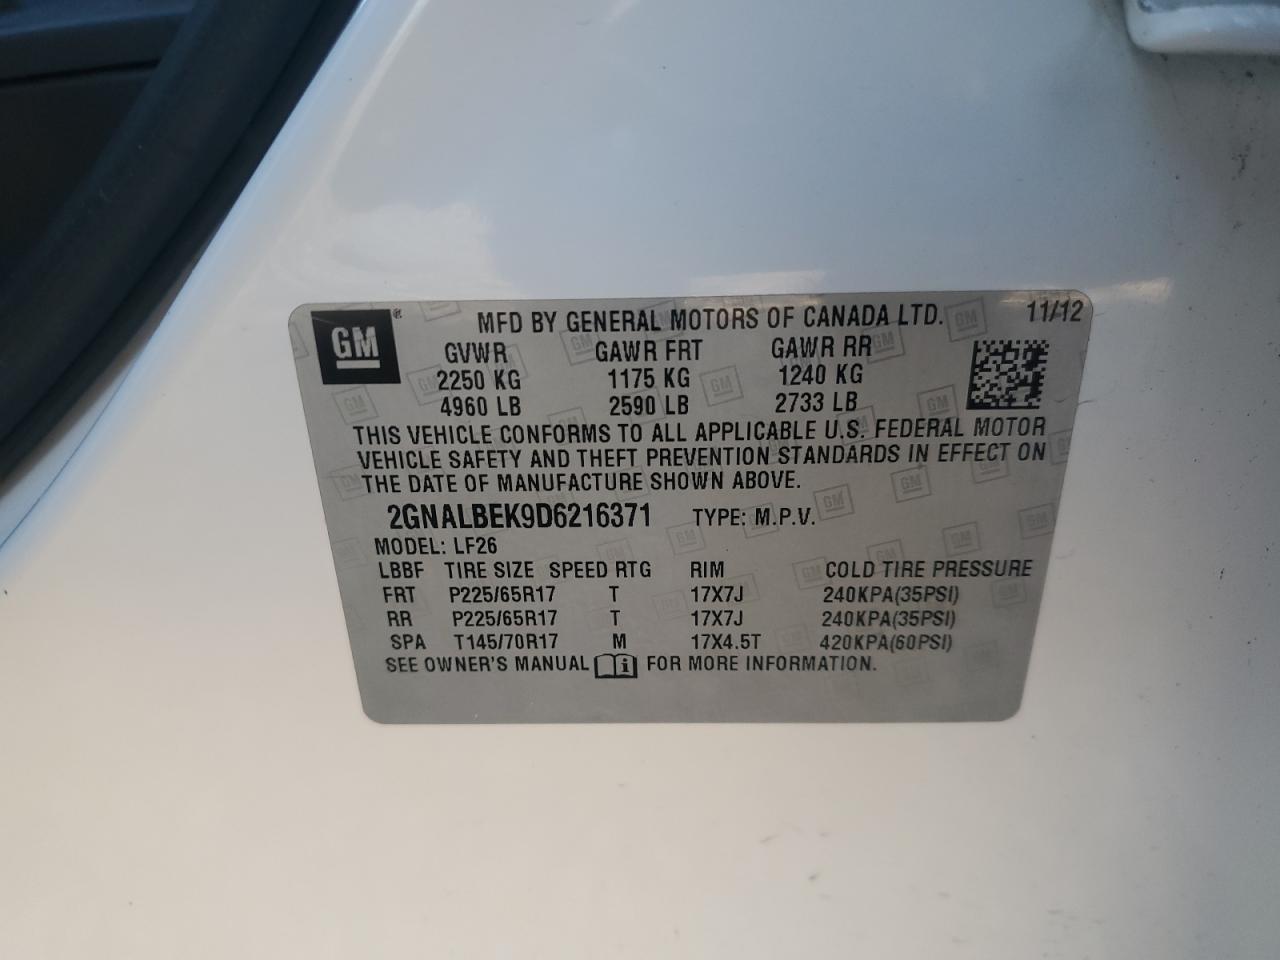 GM ®
MFD BY GENERAL MOTORS OF CANADA LTD. 11/12
GVWR GAWR FRT GAWR RR
2250 KG 1175 KG 1240 KG
4960 LB 2590 LB 2733 LB
THIS VEHICLE CONFORMS TO ALL APPLICABLE U.S. FEDERAL MOTOR
VEHICLE SAFETY AND THEFT PREVENTION STANDARDS IN EFFECT ON
THE DATE OF MANUFACTURE SHOWN ABOVE.
2GNALBEK9D6216371 TYPE: M.P.V.
MODEL: LF26
LBBF TIRE SIZE SPEED RTG RIM COLD TIRE PRESSURE
FRT P225/65R17 T 17X7J 240KPA(35PSI)
RR P225/65R17 T 17X7J 240KPA(35PSI)
SPA T145/70R17 M 17X4.5T 420KPA(60PSI)
SEE OWNER'S MANUAL i FOR MORE INFORMATION.